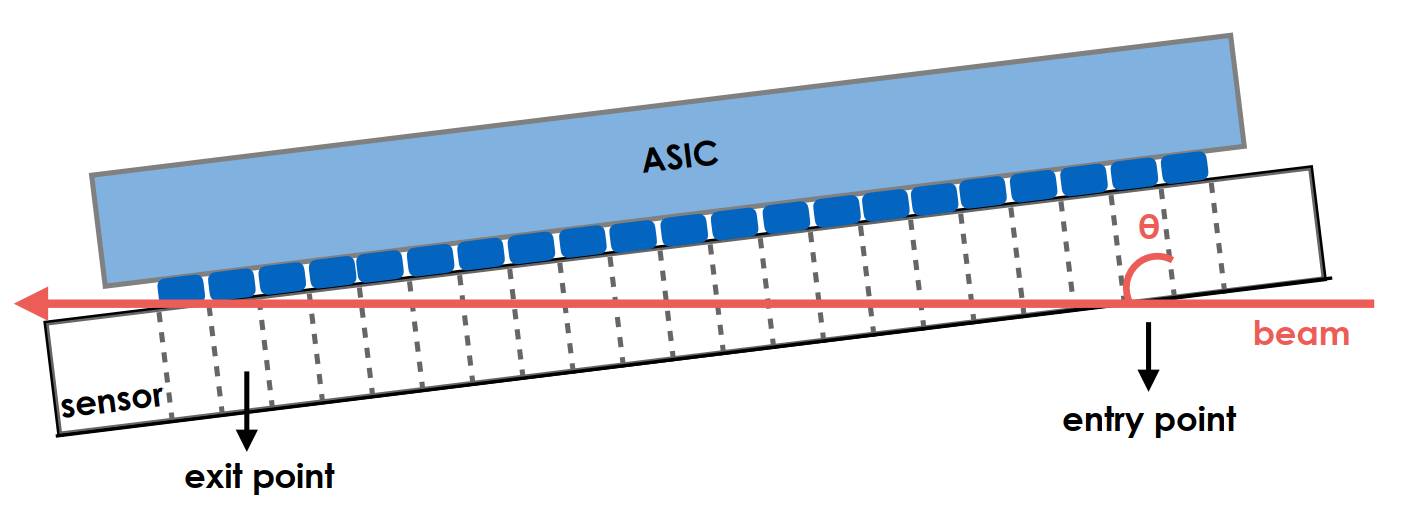 ASIC
θ
beam
sensor
entry point
exit point